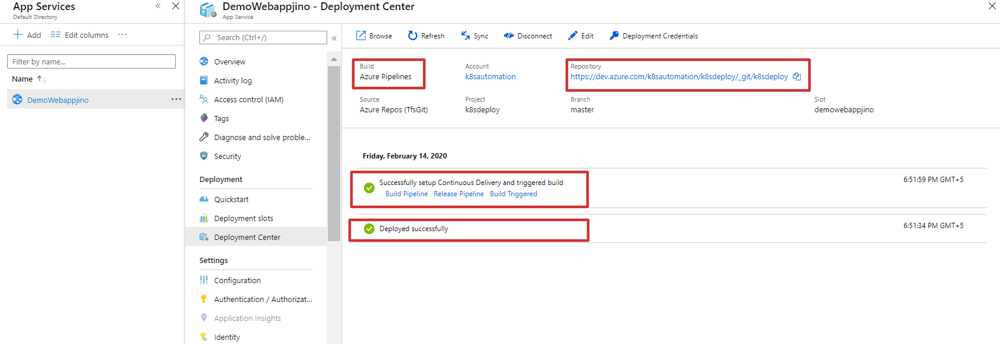 App Services
Default Directory
Add
Edit columns
Filter by name...
Name
DemoWebappjino
DemoWebappjino - Deployment Center
App Service
Search (Ctrl+/)
Overview
Activity log
Access control (IAM)
Tags
Diagnose and solve proble...
Security
Deployment
Quickstart
Deployment slots
Deployment Center
Settings
Configuration
Authentication / Authorizat...
Application Insights
Identity
Browse
Refresh
Sync
Disconnect
Edit
Deployment Credentials
Build
Azure Pipelines
Account
k8sautomation
Repository
https://dev.azure.com/k8sautomation/k8sdeploy/_git/k8sdeploy
Source
Azure Repos (TfsGit)
Project
k8sdeploy
Branch
master
Slot
demowebappjino
Friday, February 14, 2020
Successfully setup Continuous Delivery and triggered build
6:51:59 PM GMT+5
Build Pipeline Release Pipeline Build Triggered
Deployed successfully
6:51:34 PM GMT+5